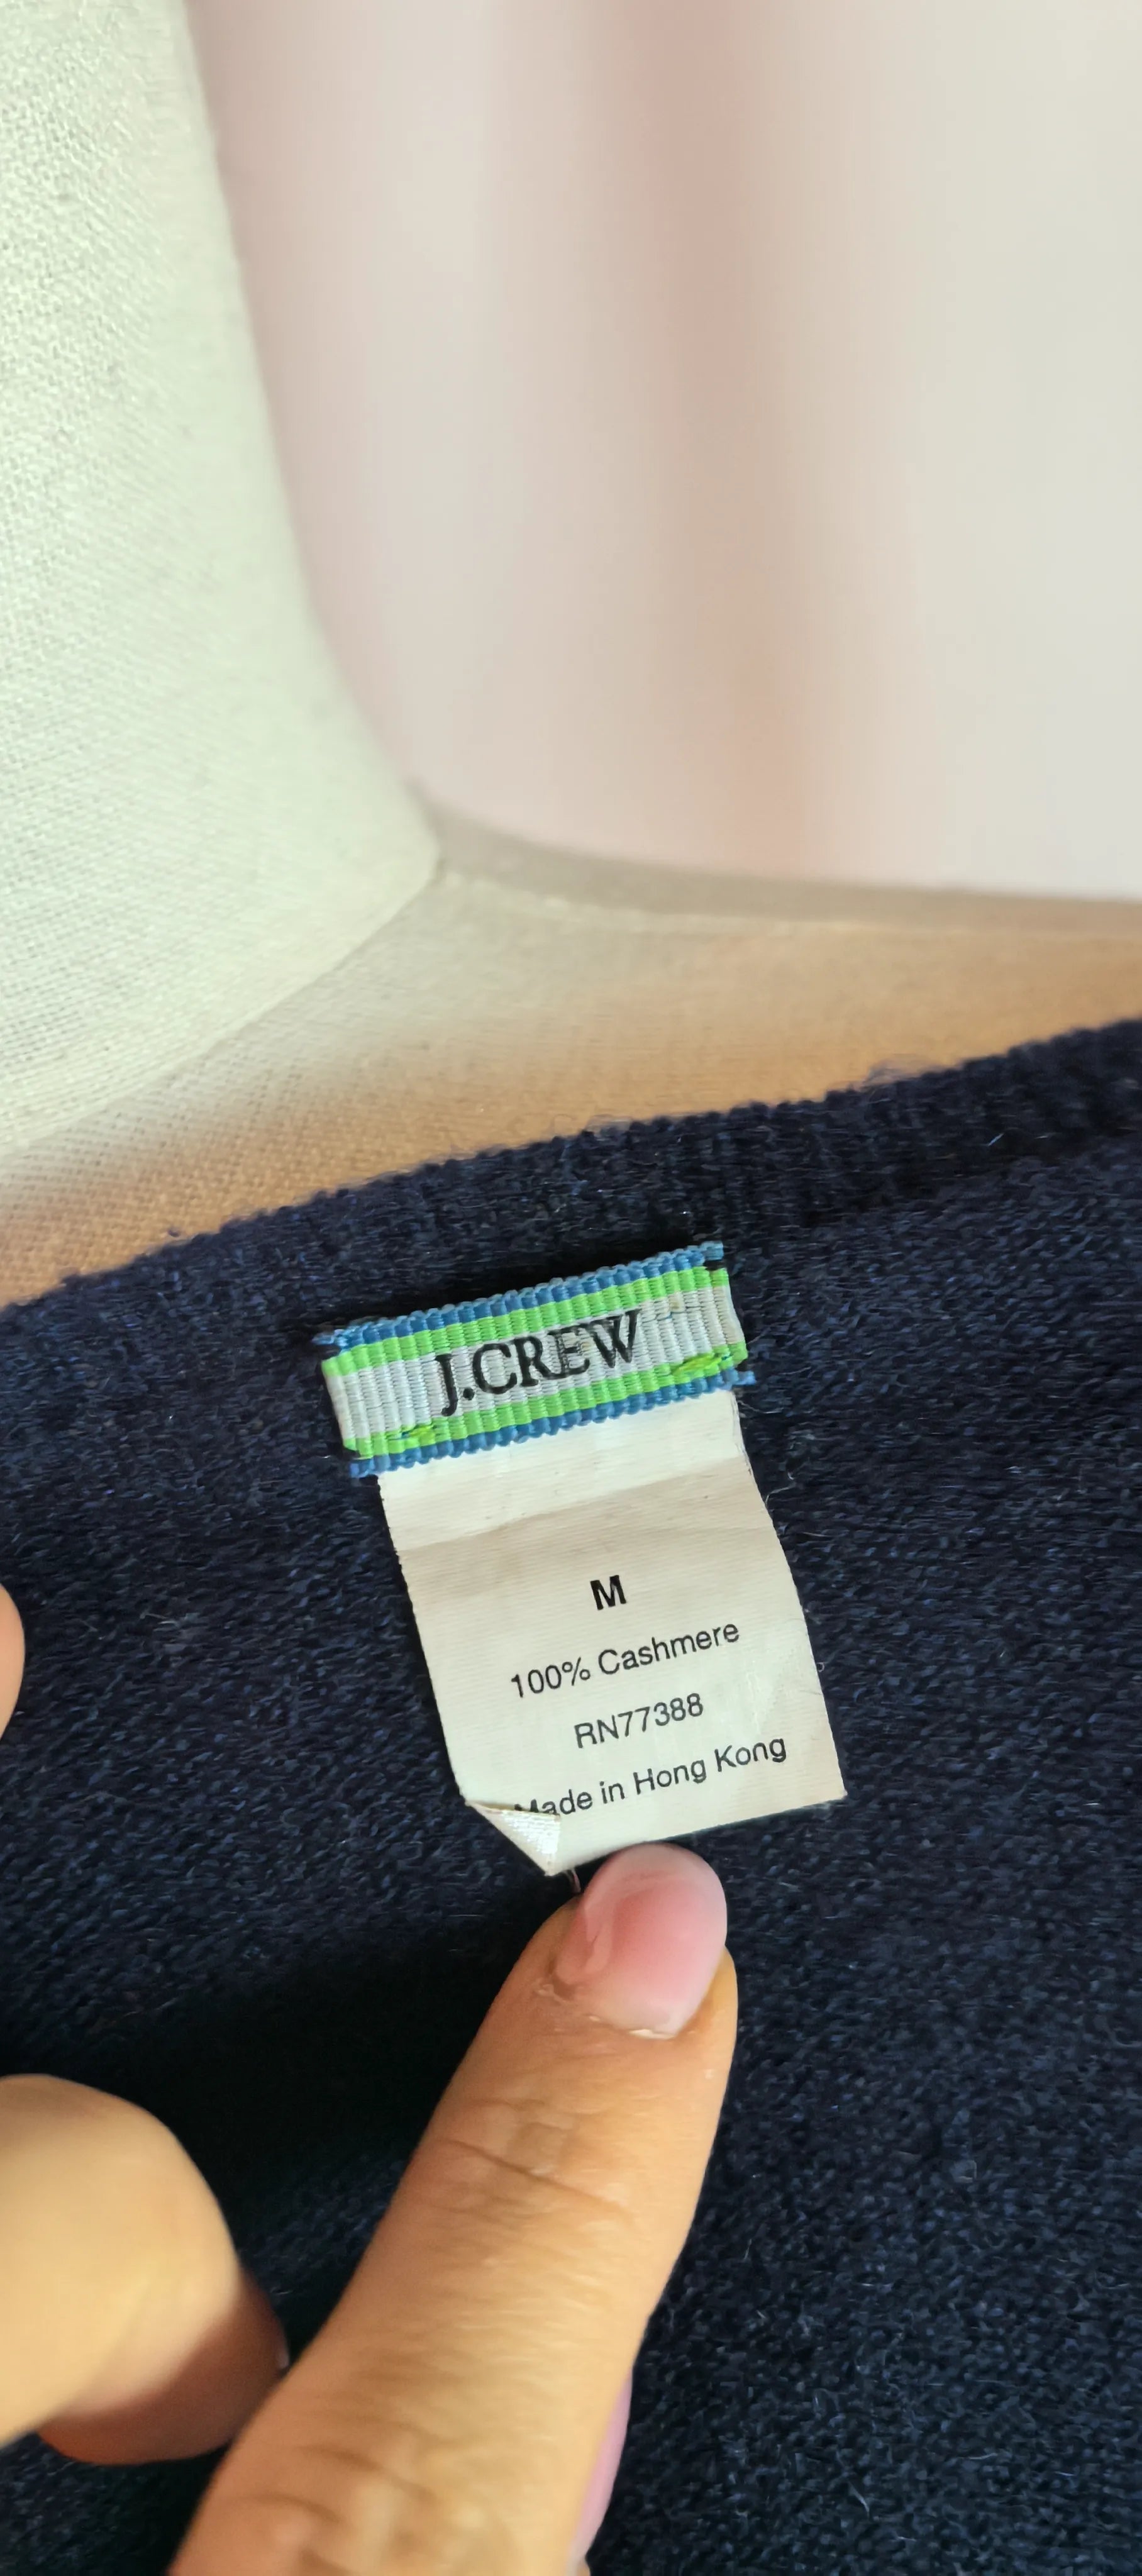 J.CREW
M
100% Cashmere
RN77388
Made in Hong Kong